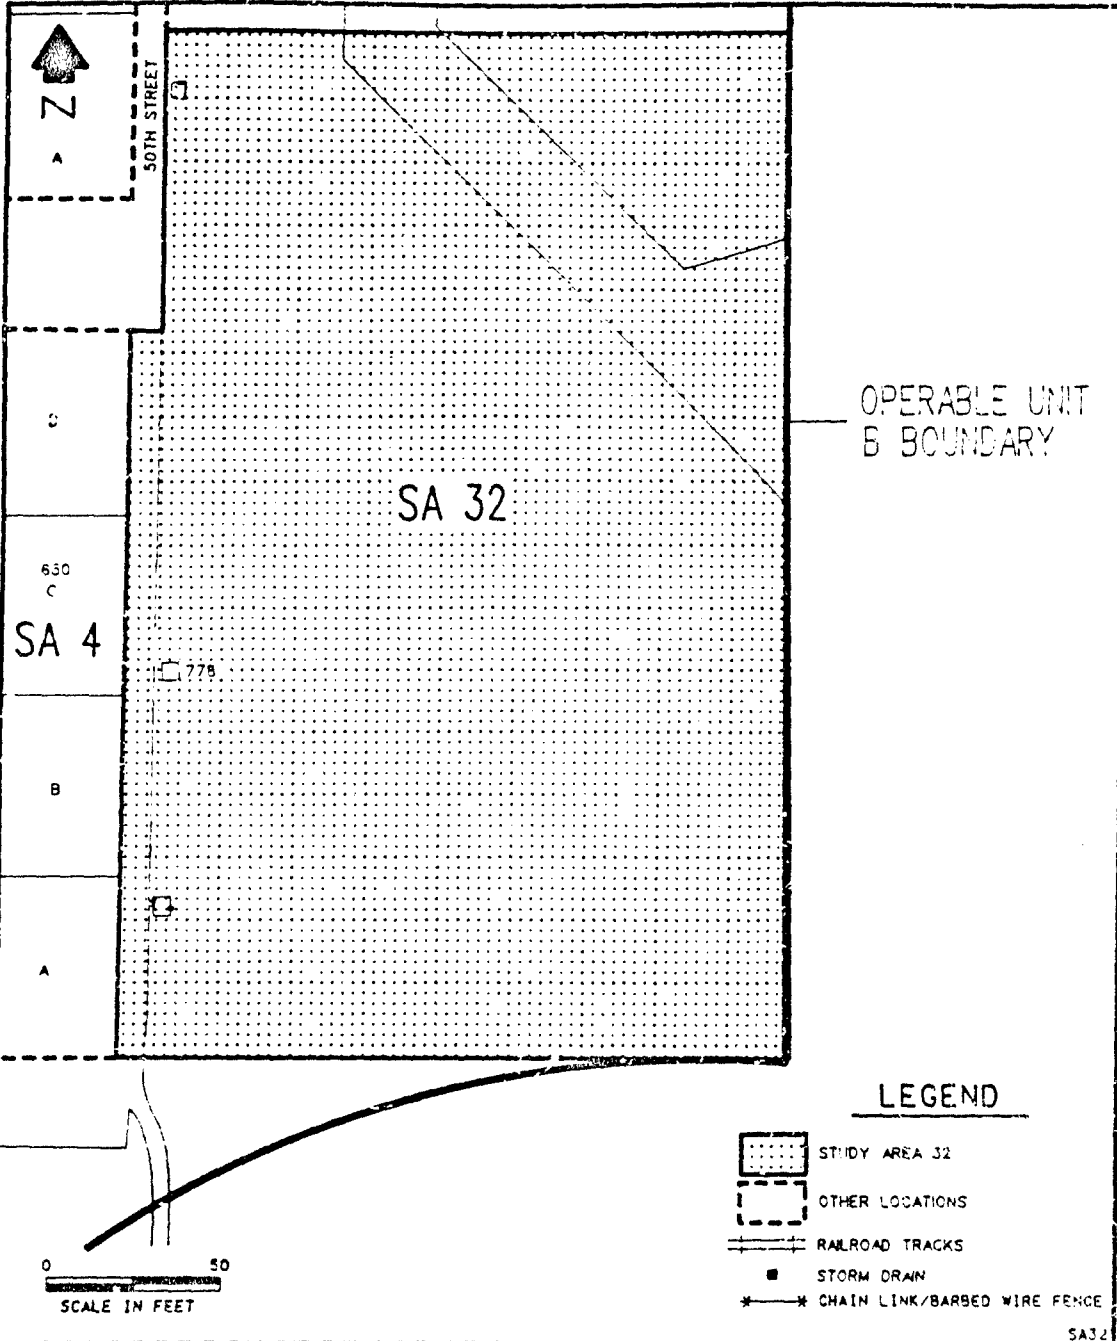 N
A
50TH STREET
OPERABLE UNIT
B BOUNDARY
SA 32
630
C
SA 4
778
B
A
LEGEND
STUDY AREA 32
OTHER LOCATIONS
RAILROAD TRACKS
STORM DRAIN
CHAIN LINK/BARBED WIRE FENCE
0 50
SCALE IN FEET
SA32